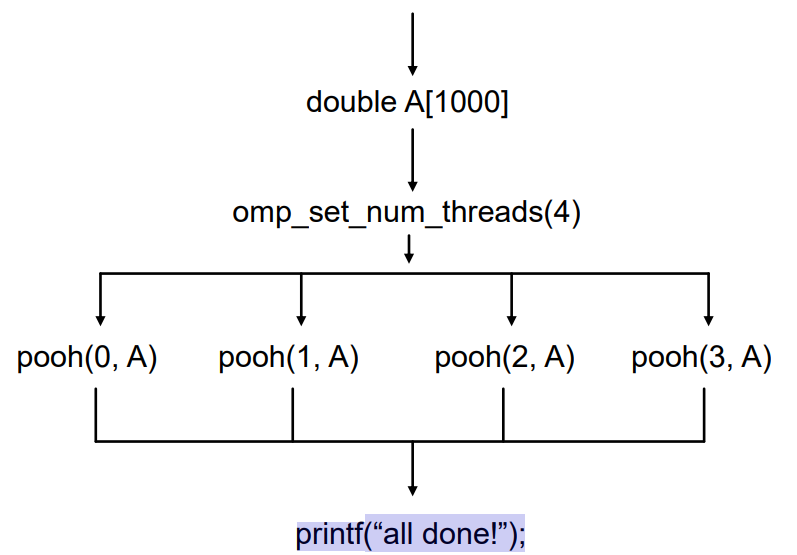 double A[1000]
omp_set_num_threads(4)
pooh(0, A) pooh(1, A) pooh(2, A) pooh(3, A)
printf(“all done!”);